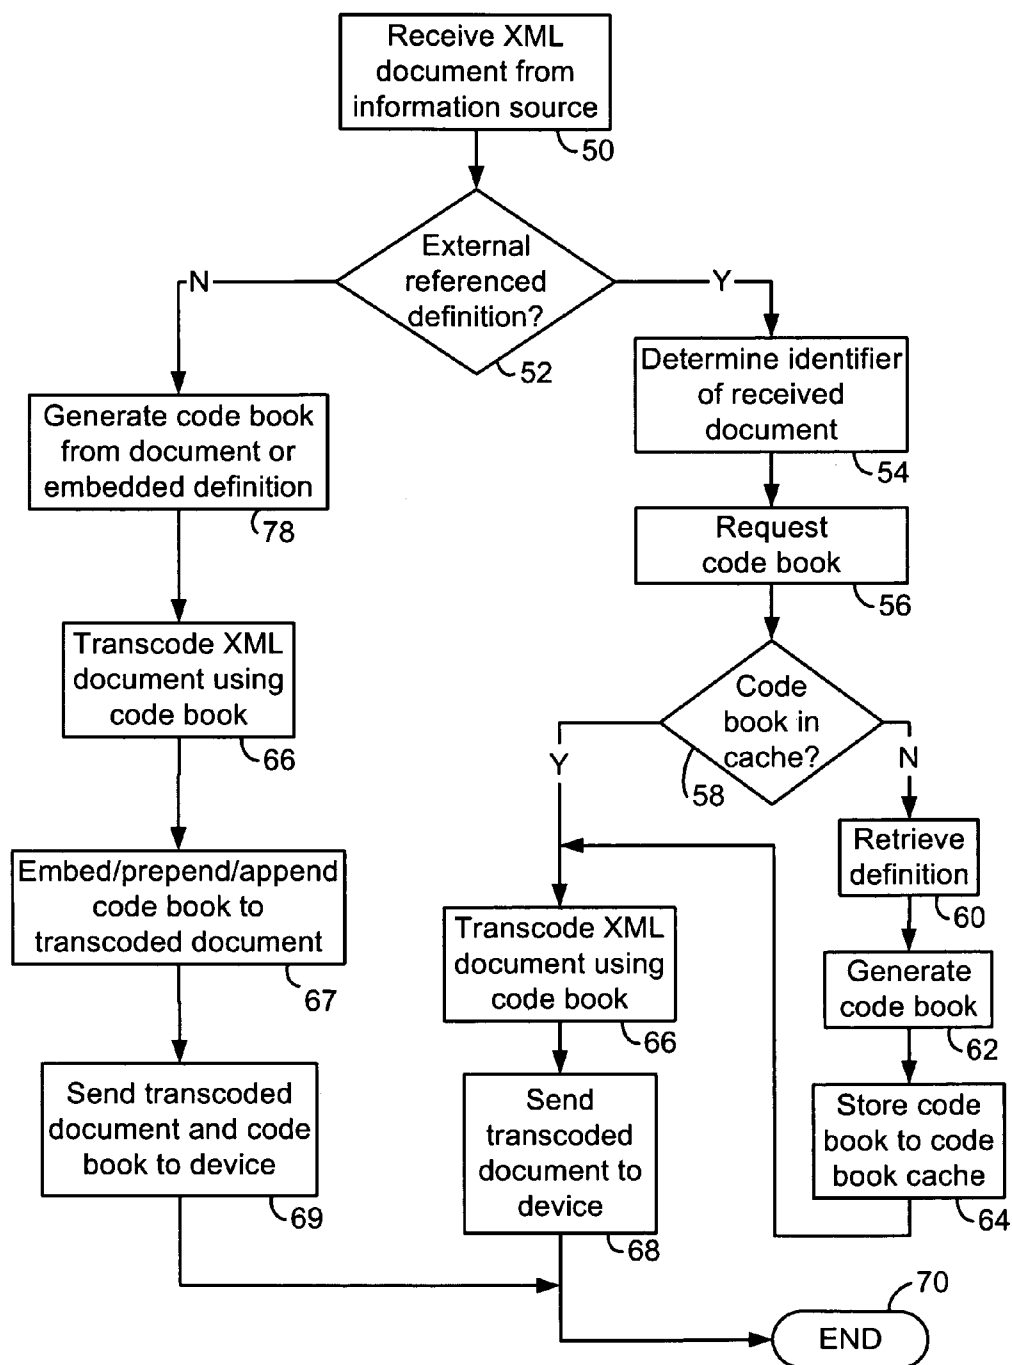 Receive XML
document from
information source
50
External
referenced
definition?
52
N
Y
Determine identifier
of received
document
54
Generate code book
from document or
embedded definition
78
Request
code book
56
Transcode XML
document using
code book
66
Code
book in
cache?
58
Y
N
Retrieve
definition
60
Embed/prepend/append
code book to
transcoded document
67
Transcode XML
document using
code book
66
Generate
code book
62
Send transcoded
document and code
book to device
69
Send
transcoded
document to
device
68
Store code
book to code
book cache
64
70
END